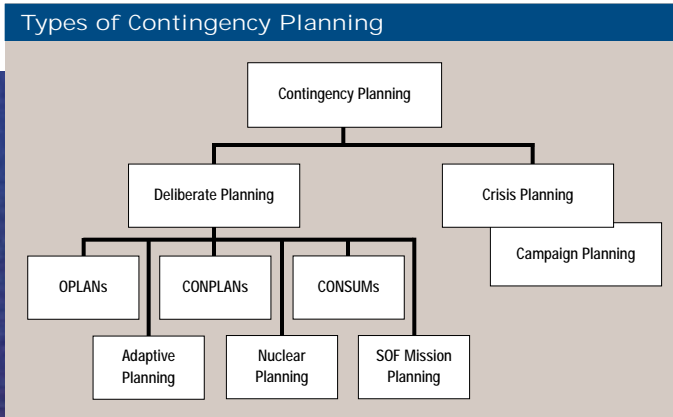 Types of Contingency Planning
Contingency Planning
Deliberate Planning
Crisis Planning
Campaign Planning
OPLANs
CONPLANs
CONSUMs
Adaptive
Planning
Nuclear
Planning
SOF Mission
Planning